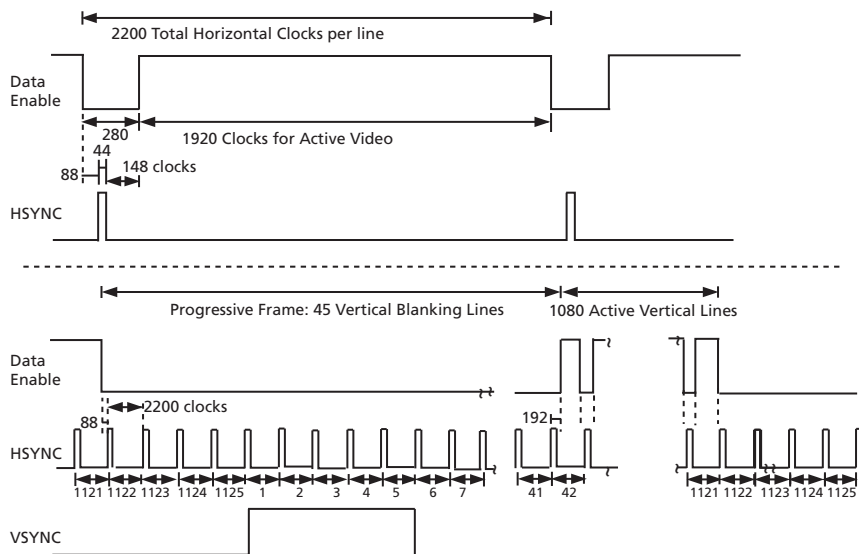 2200 Total Horizontal Clocks per line
Data
Enable
280
1920 Clocks for Active Video
44
148 clocks
88
HSYNC
Progressive Frame: 45 Vertical Blanking Lines
1080 Active Vertical Lines
Data
Enable
2200 clocks
88
192
HSYNC
1121 1122 1123 1124 1125 1 2 3 4 5 6 7 41 42 1121 1122 1123 1124 1125
VSYNC